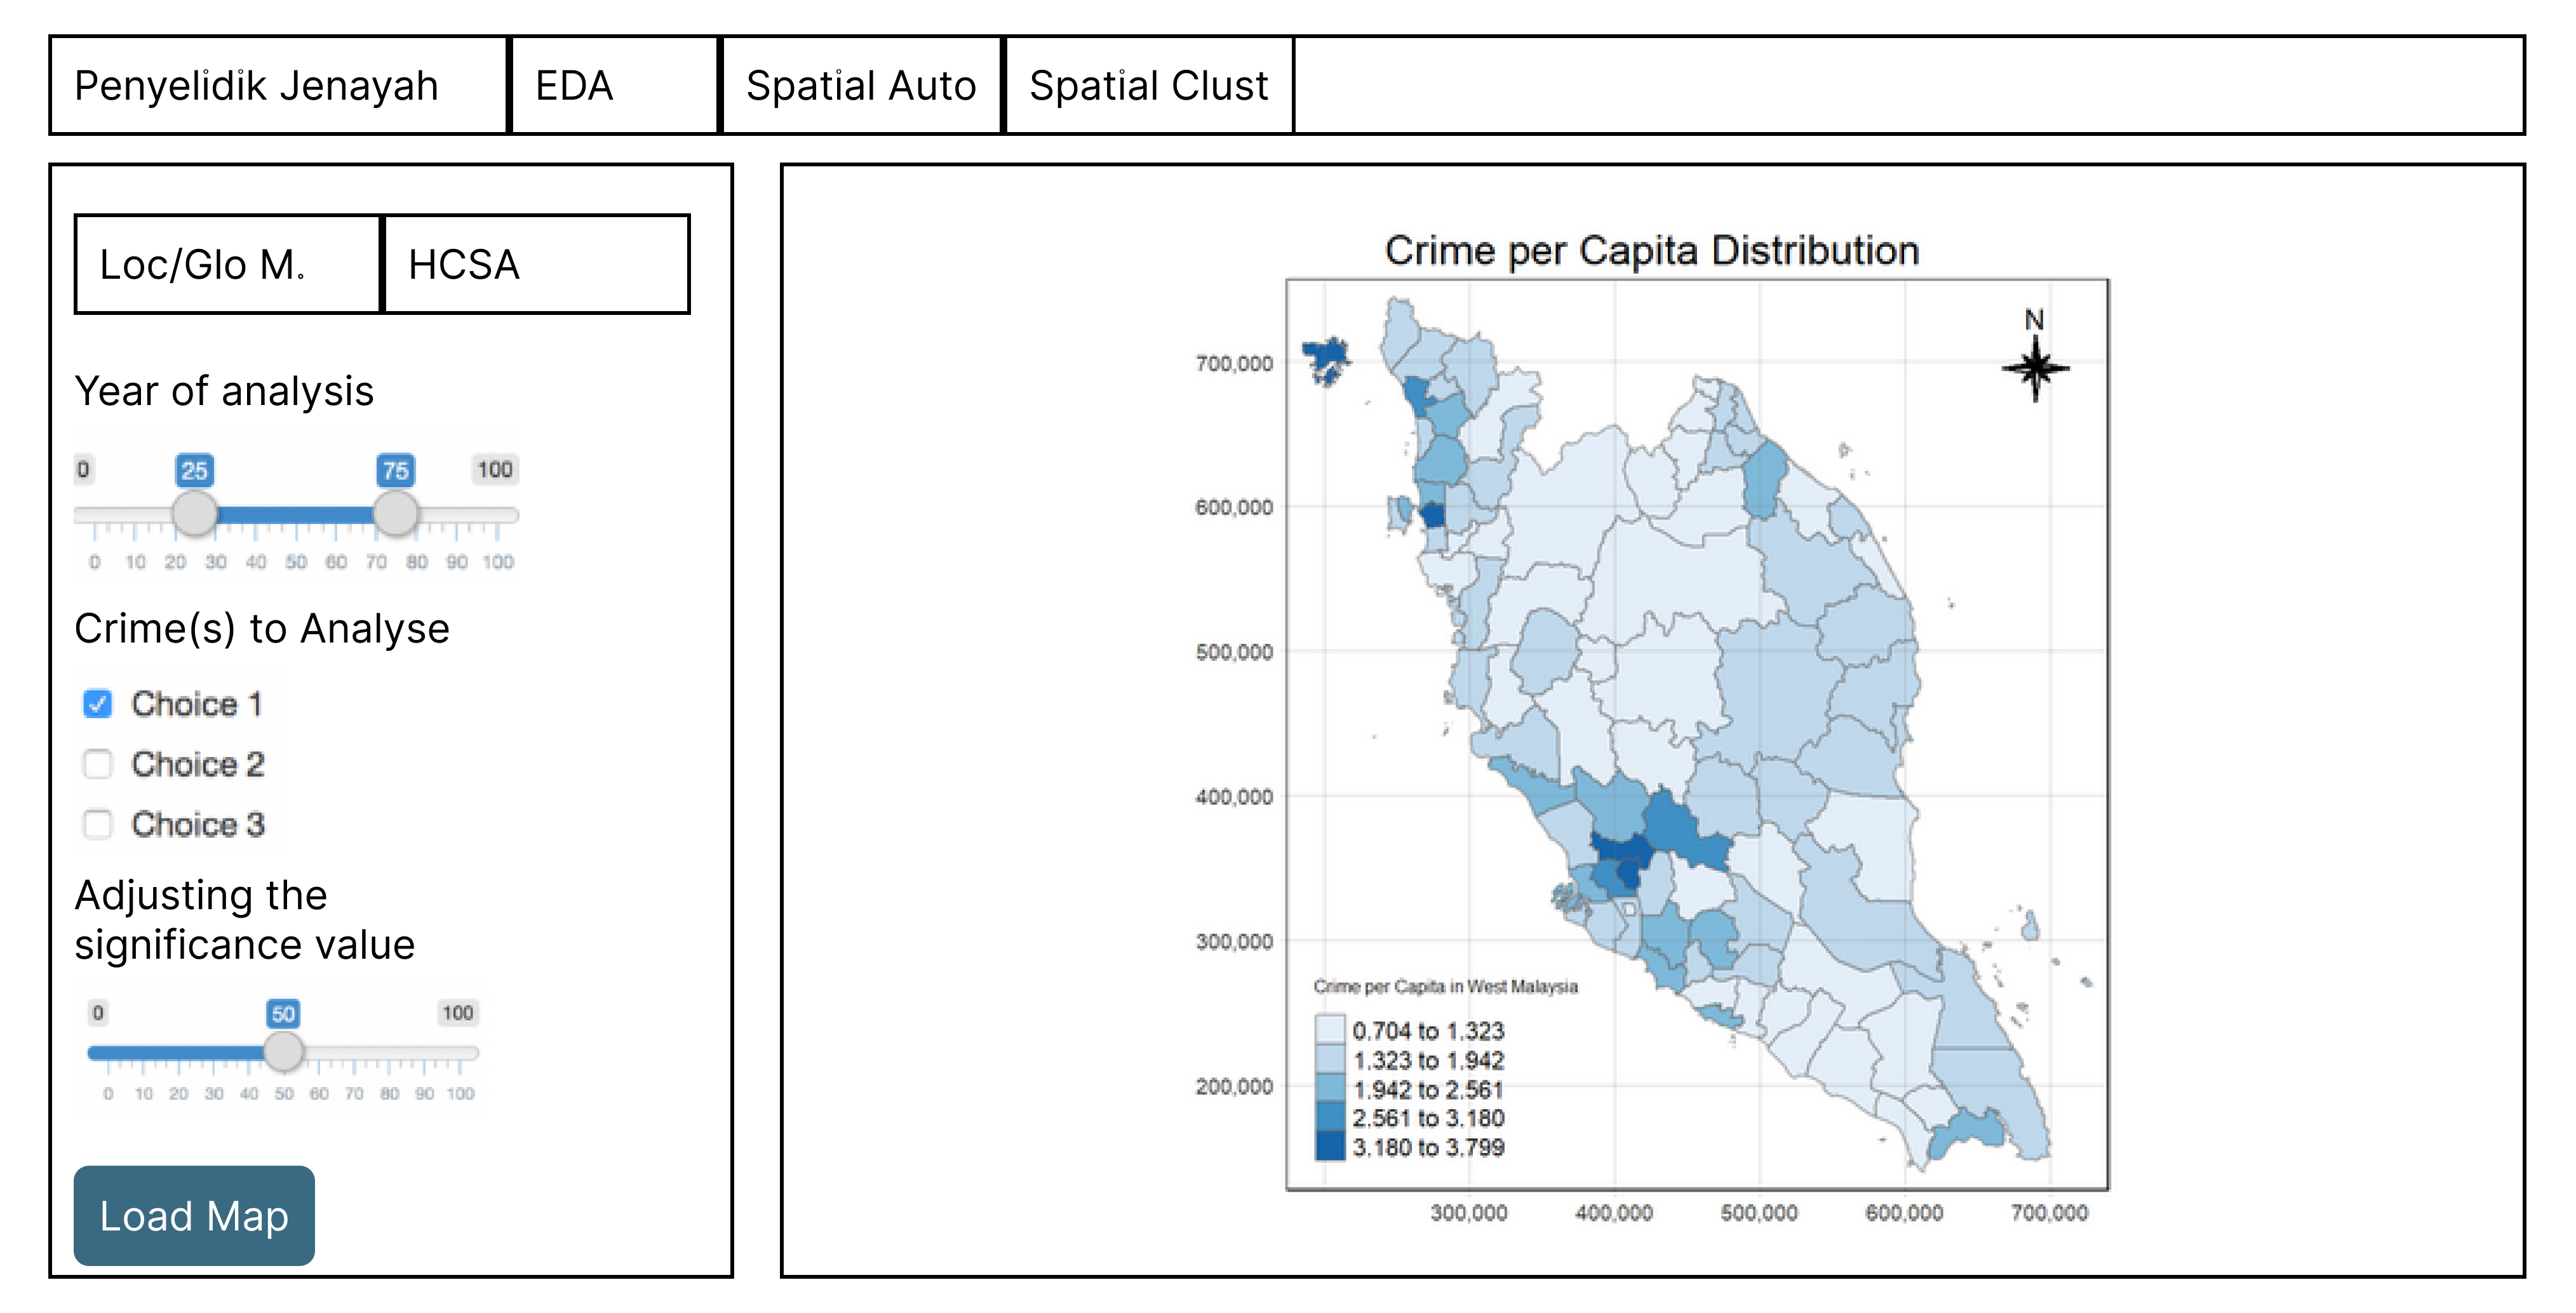 Penyelidik Jenayah EDA Spatial Auto Spatial Clust
Loc/Glo M. HCSA
Year of analysis
0 25 75 100
0 10 20 30 40 50 60 70 80 90 100
Crime(s) to Analyse
Choice 1
Choice 2
Choice 3
Adjusting the
significance value
0 50 100
0 10 20 30 40 50 60 70 80 90 100
Load Map
Crime per Capita Distribution
N
700,000
600,000
500,000
400,000
300,000
200,000
Crime per Capita in West Malaysia
0.704 to 1.323
1.323 to 1.942
1.942 to 2.561
2.561 to 3.180
3.180 to 3.799
300,000 400,000 500,000 600,000 700,000